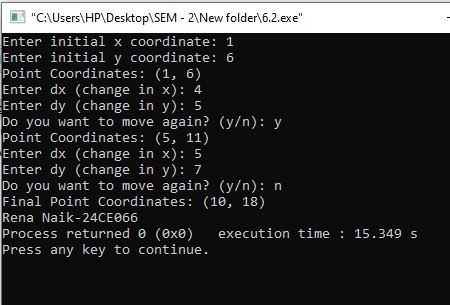 "C:\Users\HP\Desktop\SEM - 2\New folder\6.2.exe"
Enter initial x coordinate: 1
Enter initial y coordinate: 6
Point Coordinates: (1, 6)
Enter dx (change in x): 4
Enter dy (change in y): 5
Do you want to move again? (y/n): y
Point Coordinates: (5, 11)
Enter dx (change in x): 5
Enter dy (change in y): 7
Do you want to move again? (y/n): n
Final Point Coordinates: (10, 18)
Rena Naik-24CE066
Process returned 0 (0x0)   execution time : 15.349 s
Press any key to continue.